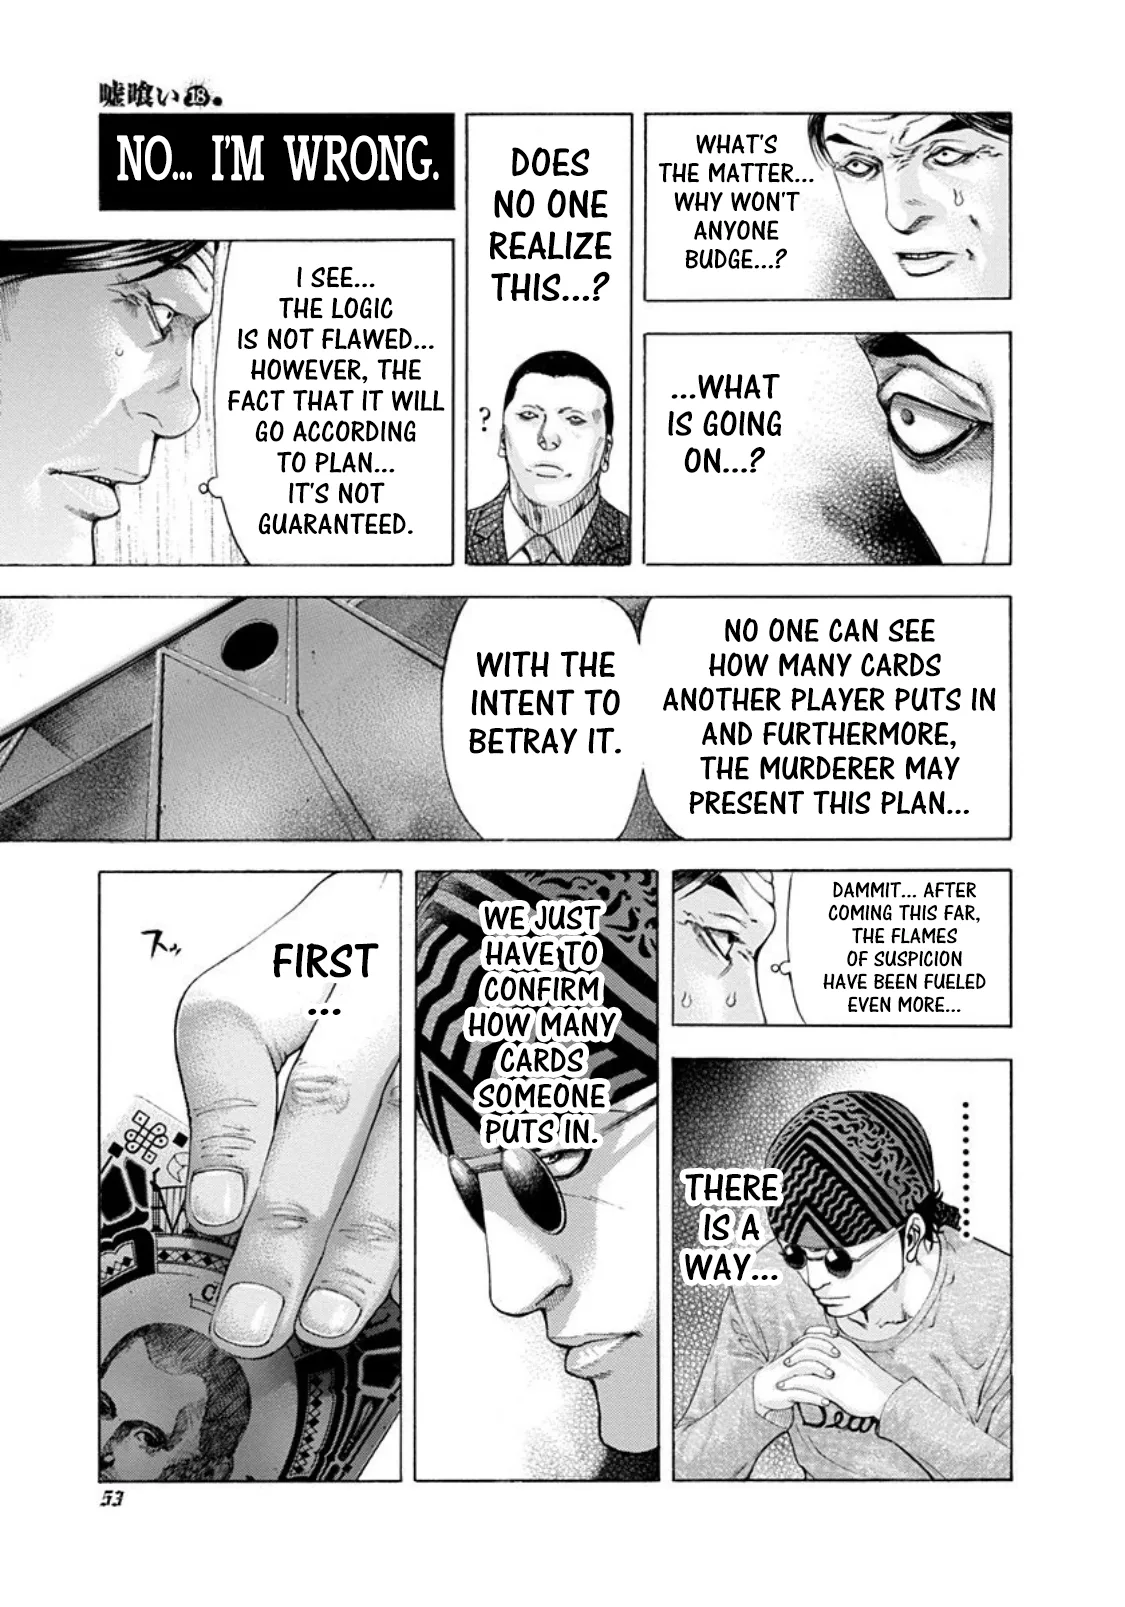 嘘喰い 18
WHAT'S
THE MATTER...
WHY WON'T
ANYONE
BUDGE...?
...WHAT
IS GOING
ON...?
DOES
NO ONE
REALIZE
THIS...?
?
NO... I'M WRONG.
I SEE...
THE LOGIC
IS NOT FLAWED...
HOWEVER, THE
FACT THAT IT WILL
GO ACCORDING
TO PLAN...
IT'S NOT
GUARANTEED.
NO ONE CAN SEE
HOW MANY CARDS
ANOTHER PLAYER PUTS IN
AND FURTHERMORE,
THE MURDERER MAY
PRESENT THIS PLAN...
WITH THE
INTENT TO
BETRAY IT.
DAMMIT... AFTER
COMING THIS FAR,
THE FLAMES
OF SUSPICION
HAVE BEEN FUELED
EVEN MORE...
THERE
IS A
WAY...
Dear
WE JUST
HAVE TO
CONFIRM
HOW MANY
CARDS
SOMEONE
PUTS IN.
FIRST
...
スッ
53